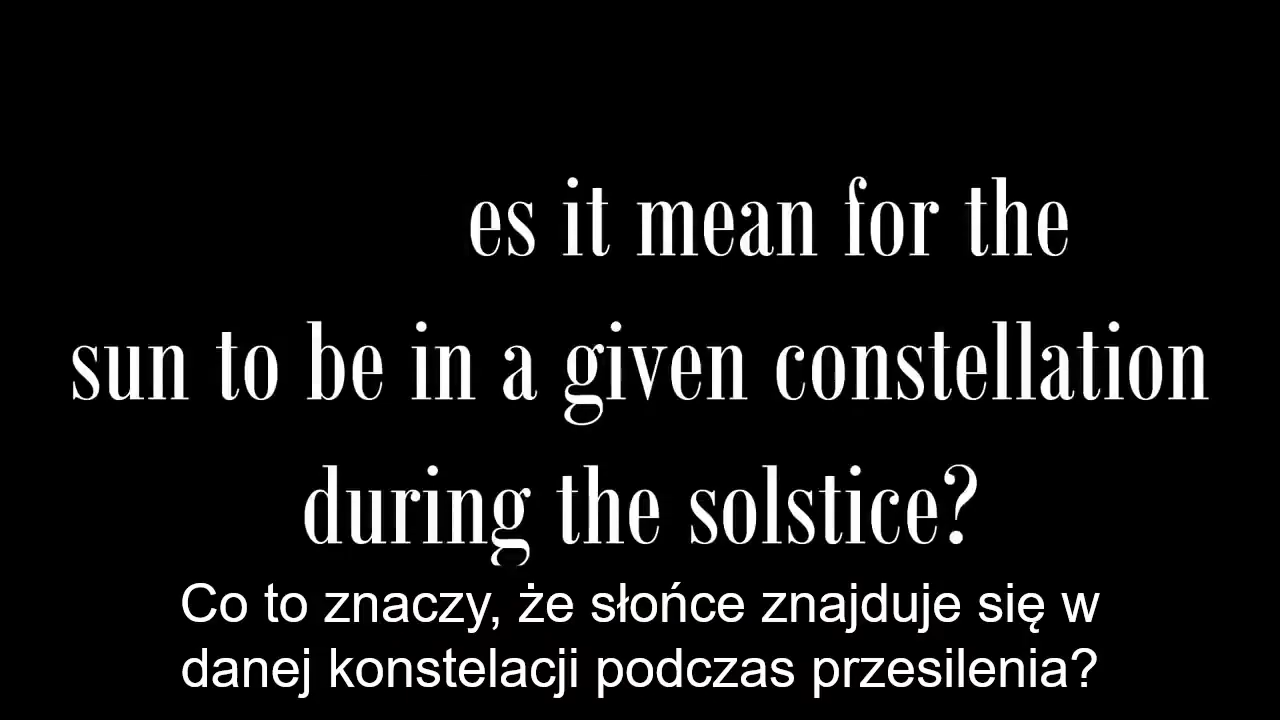 es it mean for the
sun to be in a given constellation
during the solstice?
Co to znaczy, że słońce znajduje się w
danej konstelacji podczas przesilenia?